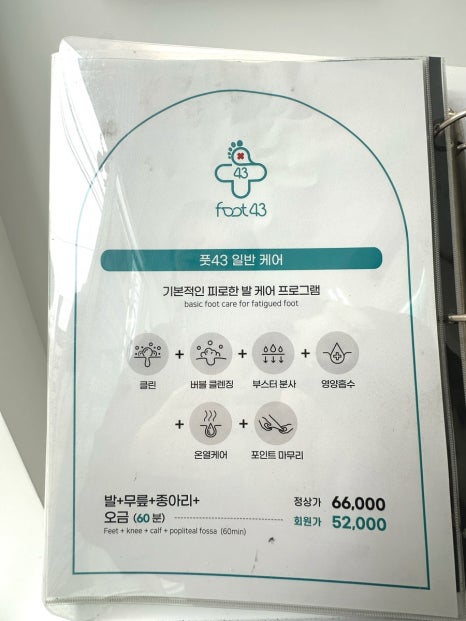 43
foot43
풋43 일반 케어
기본적인 피로한 발 케어 프로그램
basic foot care for fatigued foot
클린 + 버블 클렌징 + 부스터 분사 + 영양흡수
+ 온열케어 + 포인트 마무리
발+무릎+종아리+
오금 (60 분)
Feet + knee + calf + popliteal fossa (60min)
정상가 66,000
회원가 52,000